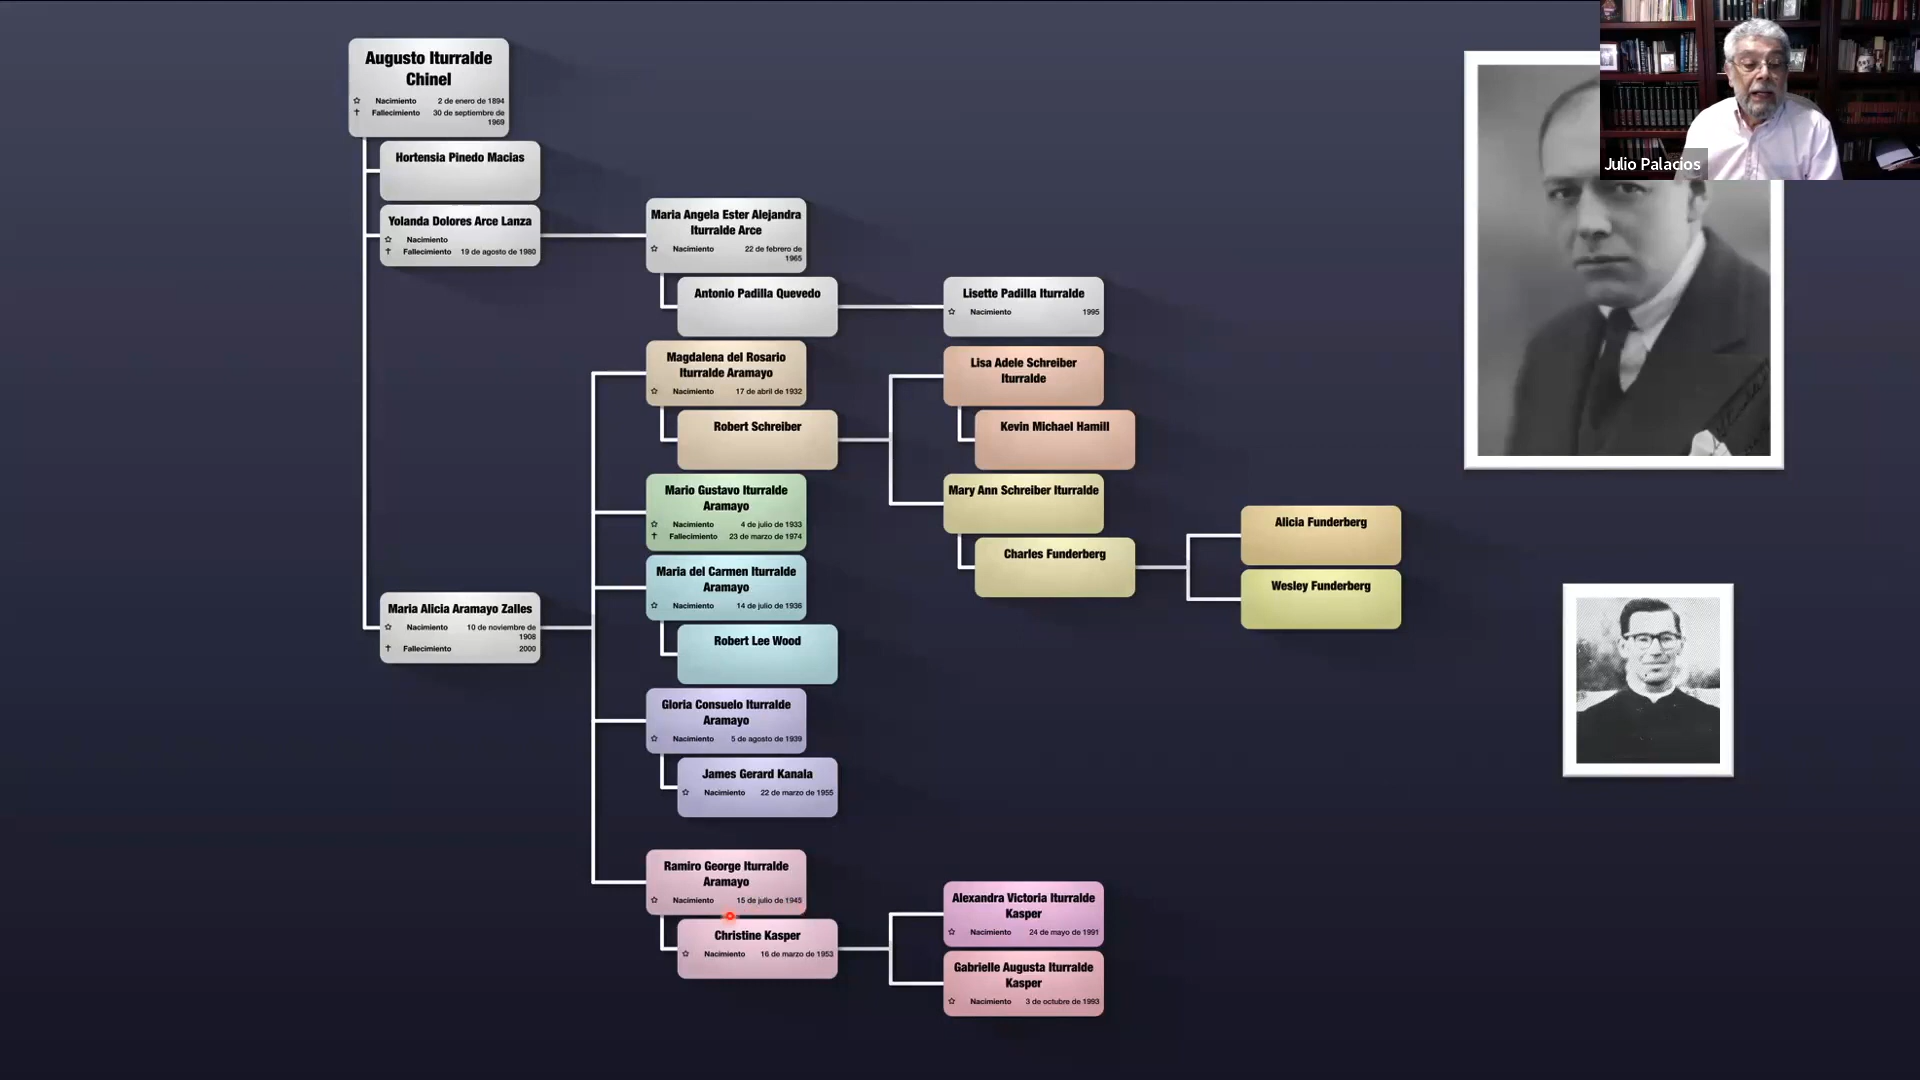 Augusto Iturralde
Chinel
Nacimiento 2 de enero de 1894
Fallecimiento 30 de septiembre de
1969
Hortensia Pinedo Macias
Yolanda Dolores Arce Lanza
Nacimiento
Fallecimiento 19 de agosto de 1980
Maria Alicia Aramayo Zalles
Nacimiento 10 de noviembre de
1908
Fallecimiento 2000
Maria Angela Ester Alejandra
Iturralde Arce
Nacimiento 22 de febrero de
1965
Antonio Padilla Quevedo
Magdalena del Rosario
Iturralde Aramayo
Nacimiento 17 de abril de 1932
Robert Schreiber
Mario Gustavo Iturralde
Aramayo
Nacimiento 4 de julio de 1933
Fallecimiento 23 de marzo de 1974
Maria del Carmen Iturralde
Aramayo
Nacimiento 14 de julio de 1936
Robert Lee Wood
Gloria Consuelo Iturralde
Aramayo
Nacimiento 5 de agosto de 1939
James Gerard Kanala
Nacimiento 22 de marzo de 1955
Ramiro George Iturralde
Aramayo
Nacimiento 15 de julio de 1945
Christine Kasper
Nacimiento 16 de marzo de 1953
Lisette Padilla Iturralde
Nacimiento 1995
Lisa Adele Schreiber
Iturralde
Kevin Michael Hamill
Mary Ann Schreiber Iturralde
Charles Funderberg
Alexandra Victoria Iturralde
Kasper
Nacimiento 24 de mayo de 1991
Gabrielle Augusta Iturralde
Kasper
Nacimiento 3 de octubre de 1993
Alicia Funderberg
Wesley Funderberg
Julio Palacios